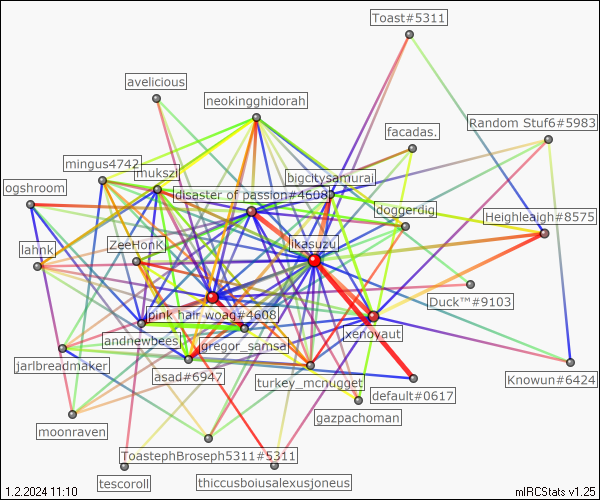 Toast#5311
avelicious
neokingghidorah
Random Stuf6#5983
facadas.
mingus4742
mukszi
bigcitysamurai
ogshroom
disaster of passion#4608
doggerdig
Heighleaigh#8575
lahnk
ZeeHonK
likasuzu
Duck™#9103
pink hair woag#4608
xenovaut
andnewbees
gregor_samsa
jarlbreadmaker
asad#6947
turkey_mcnugget
default#0617
Knowun#6424
gazpachoman
moonraven
ToastephBroseph5311#5311
tescoroll
thiccusboiusalexusjoneus
1.2.2024 11:10
mIRCStats v1.25